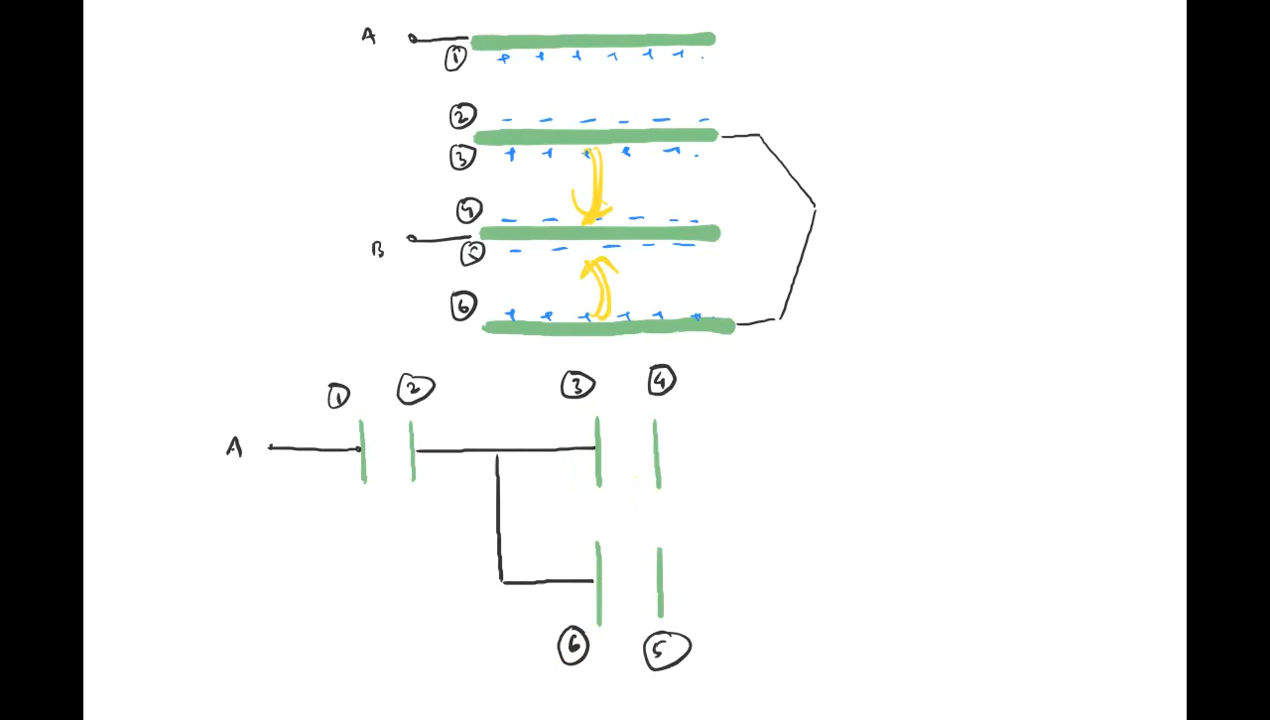 A
①
②
③
④
B
⑤
⑥
① ② ③ ④
A
⑥ ⑤